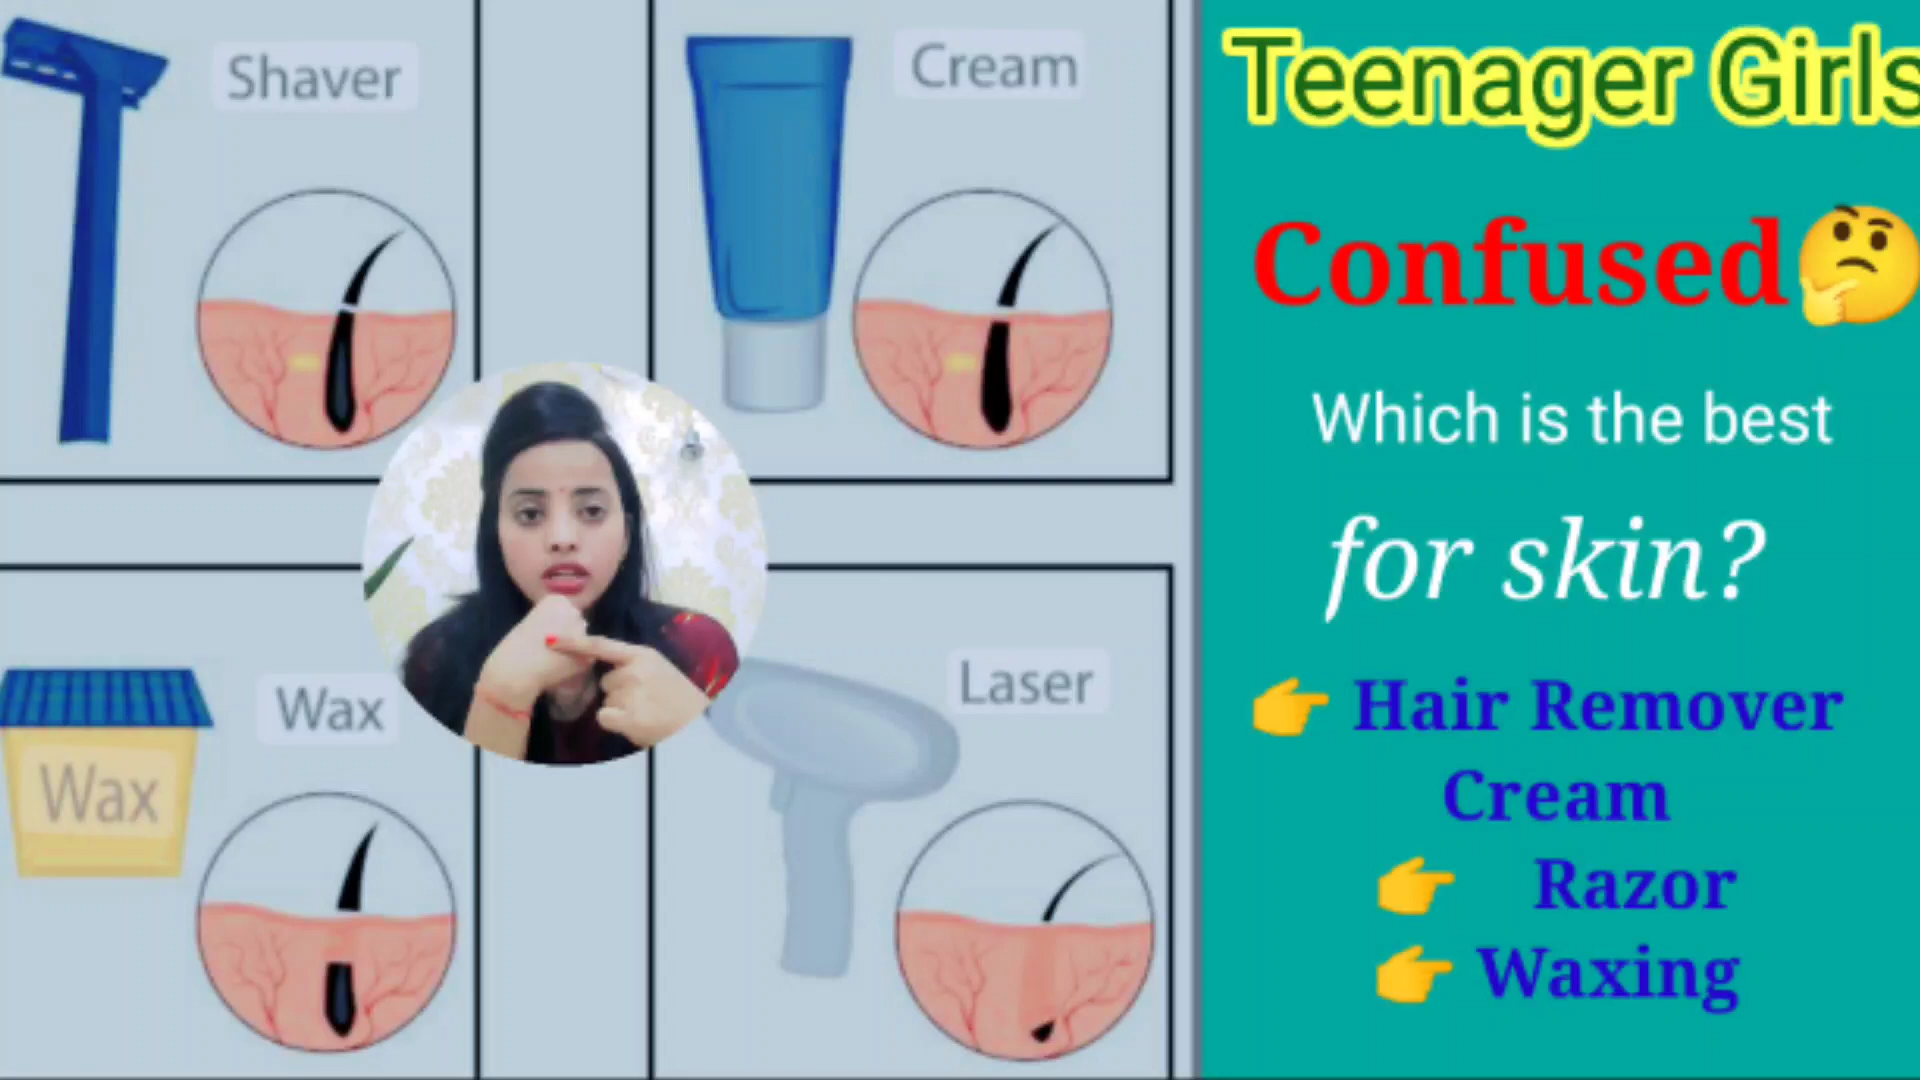 Shaver
Cream
Wax
Wax
Laser
Teenager Girls
Confused
Which is the best
for skin?
Hair Remover
Cream
Razor
Waxing